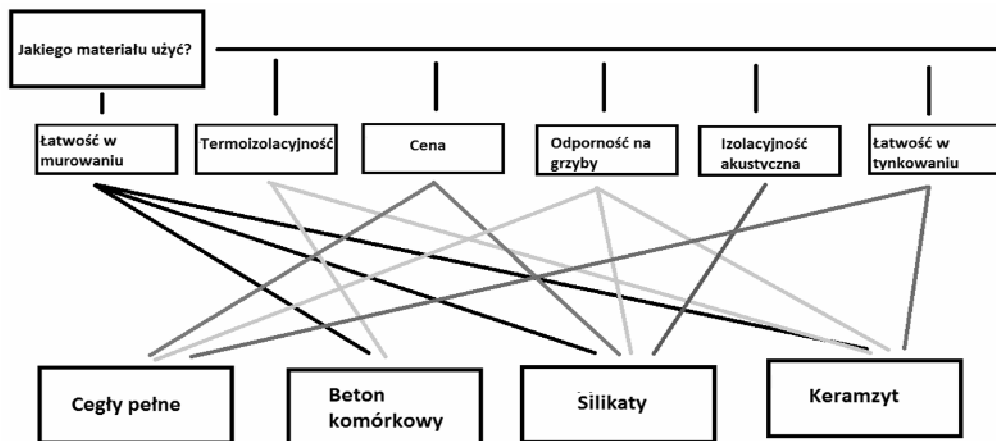 Jakiego materiału użyć?
Łatwość w
murowaniu
Termoizolacyjność
Cena
Odporność na
grzyby
Izolacyjność
akustyczna
Łatwość w
tynkowaniu
Cegły pełne
Beton
komórkowy
Silikaty
Keramzyt